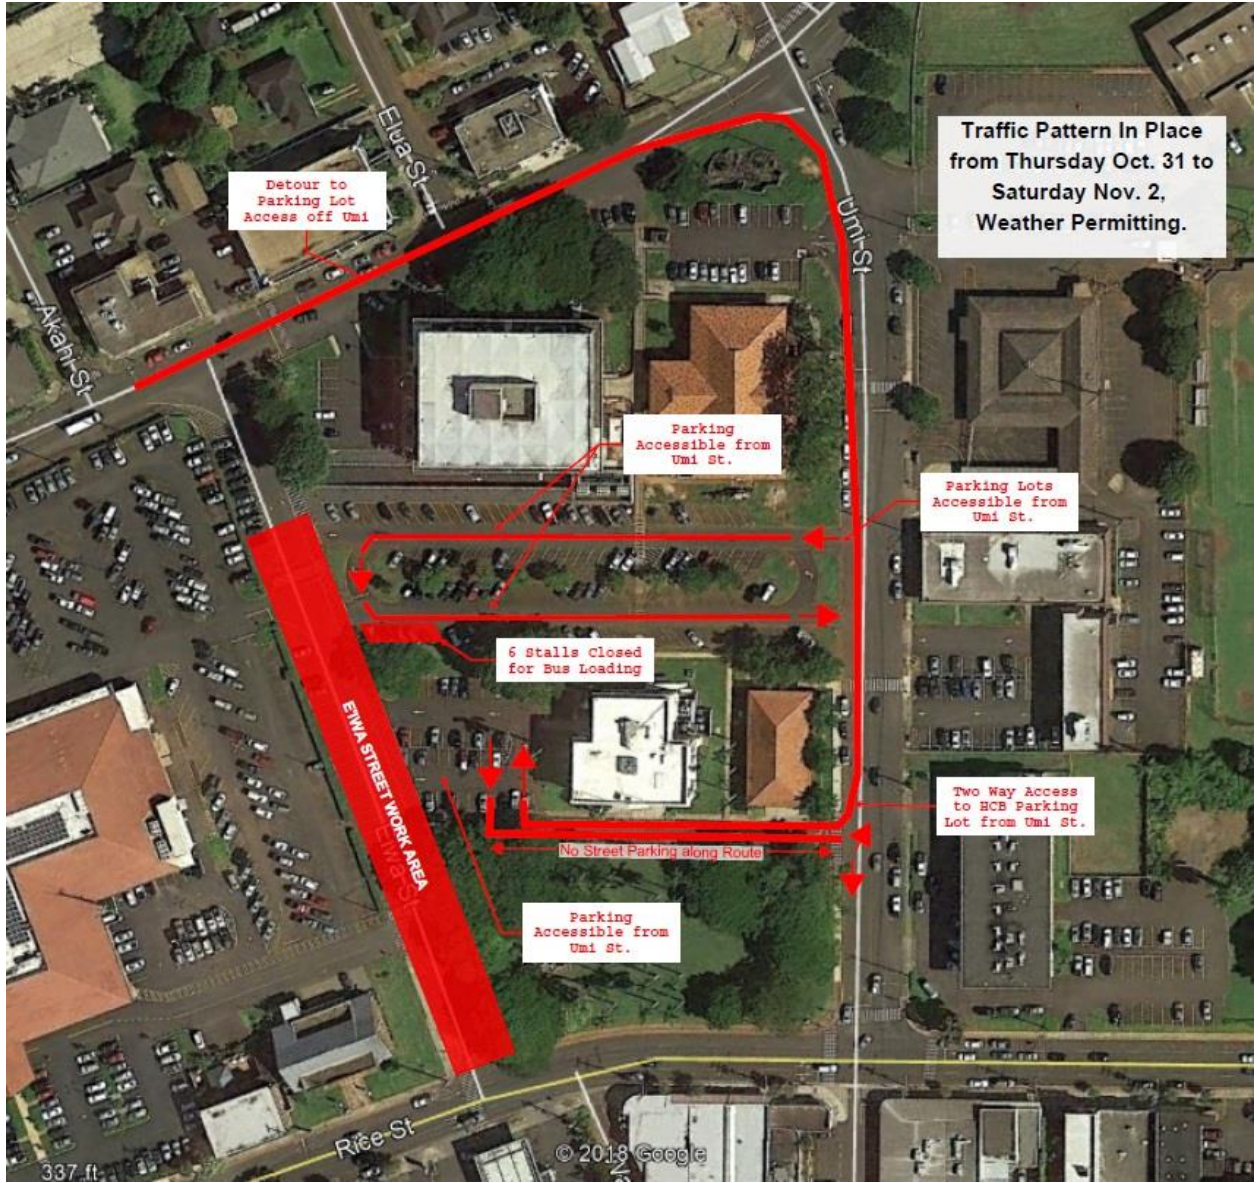 Traffic Pattern In Place
from Thursday Oct. 31 to
Saturday Nov. 2,
Weather Permitting.
Elua St
Detour to
Parking Lot
Access off Umi
Umi St
Akahi St
Parking
Accessible from
Umi St.
Parking Lots
Accessible from
Umi St.
6 Stalls Closed
for Bus Loading
EIWA STREET WORK AREA
Eiwa St
Two Way Access
to HCB Parking
Lot from Umi St.
No Street Parking along Route
Parking
Accessible from
Umi St.
Rice St
© 2018 Google
337 ft